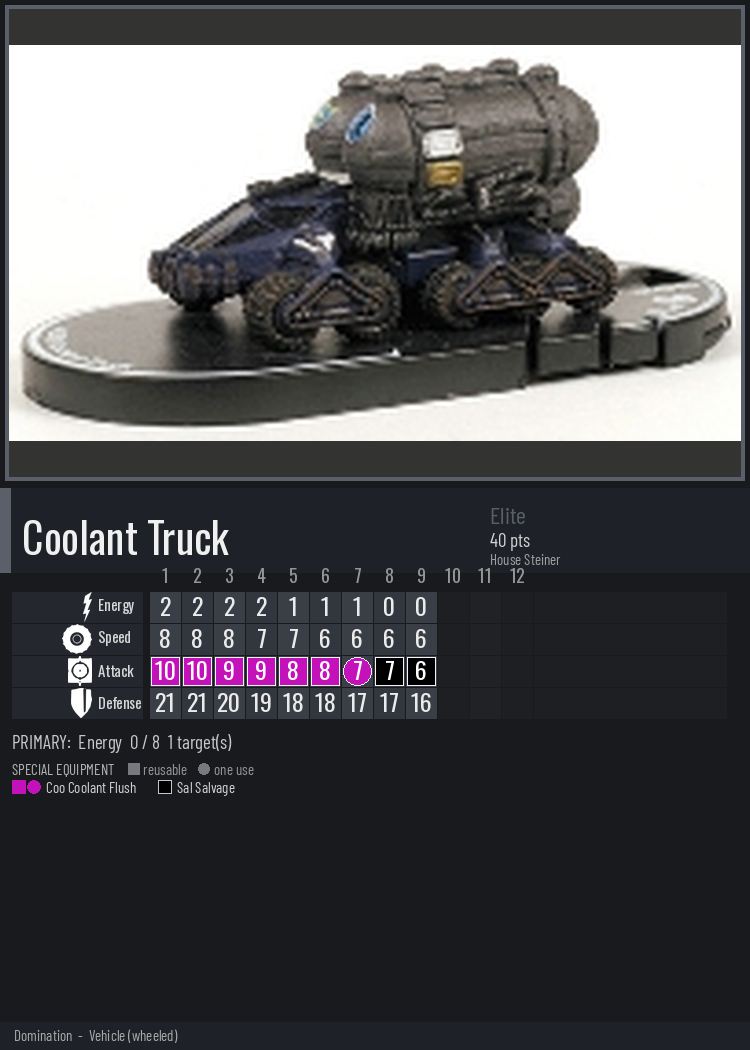 Coolant Truck
Elite
40 pts
House Steiner
1 2 3 4 5 6 7 8 9 10 11 12
Energy 2 2 2 2 1 1 1 0 0
Speed 8 8 8 7 7 6 6 6 6
Attack 10 10 9 9 8 8 7 7 6
Defense 21 21 20 19 18 18 17 17 16
PRIMARY: Energy 0 / 8 1 target(s)
SPECIAL EQUIPMENT reusable one use
Coo Coolant Flush Sal Salvage
Domination - Vehicle (wheeled)